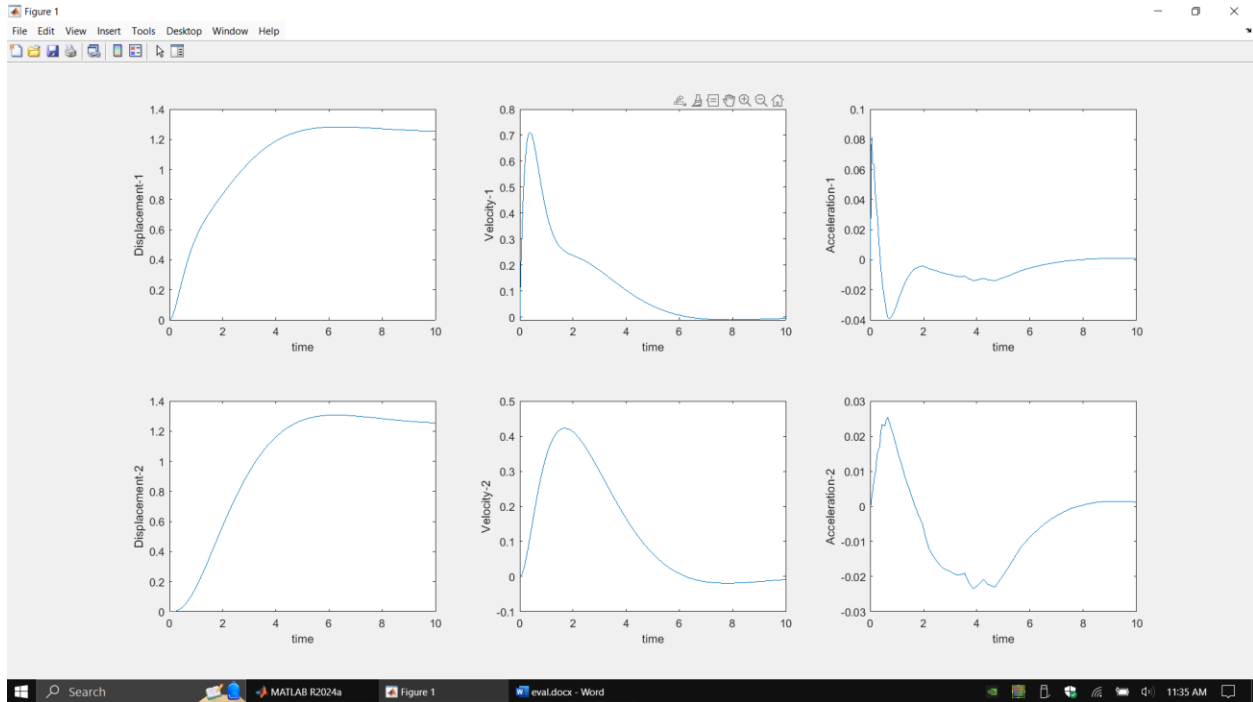 Figure 1
File Edit View Insert Tools Desktop Window Help
1.4
1.2
1
0.8
0.6
0.4
0.2
0
0 2 4 6 8 10
time
Displacement-1
0.8
0.7
0.6
0.5
0.4
0.3
0.2
0.1
0
0 2 4 6 8 10
time
Velocity-1
0.1
0.08
0.06
0.04
0.02
0
-0.02
-0.04
0 2 4 6 8 10
time
Acceleration-1
1.4
1.2
1
0.8
0.6
0.4
0.2
0
0 2 4 6 8 10
time
Displacement-2
0.5
0.4
0.3
0.2
0.1
0
-0.1
0 2 4 6 8 10
time
Velocity-2
0.03
0.02
0.01
0
-0.01
-0.02
-0.03
0 2 4 6 8 10
time
Acceleration-2
Search
MATLAB R2024a
Figure 1
eval.docx - Word
11:35 AM